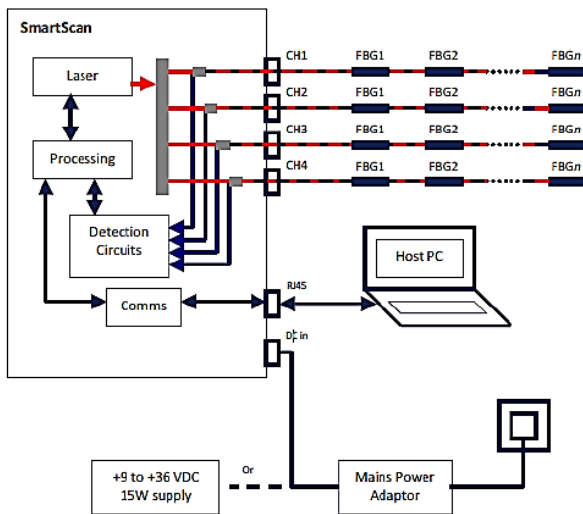 SmartScan
Laser
Processing
Detection
Circuits
Comms
CH1
FBG1
FBG2
FBGn
CH2
FBG1
FBG2
FBGn
CH3
FBG1
FBG2
FBGn
CH4
FBG1
FBG2
FBGn
RJ45
Host PC
in
+9 to +36 VDC
15W supply
Or
Mains Power
Adaptor